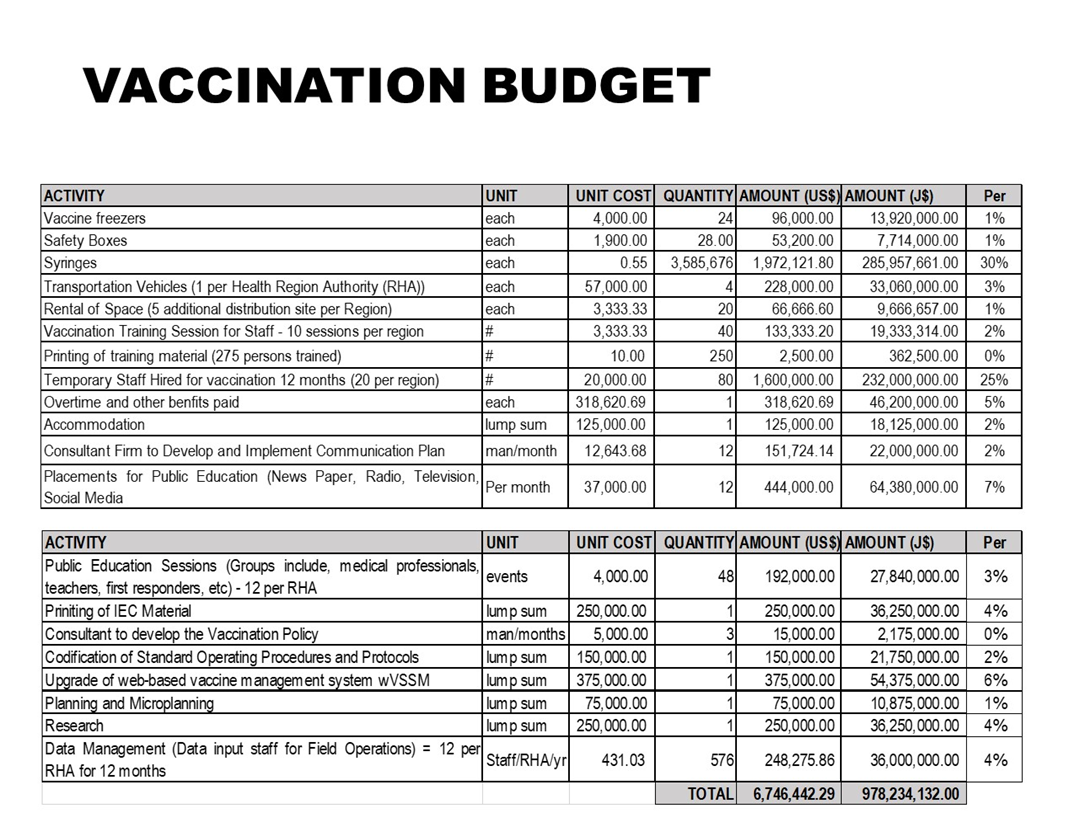 VACCINATION BUDGET
ACTIVITY UNIT UNIT COST QUANTITY AMOUNT (US$) AMOUNT (J$) Per
Vaccine freezers each 4,000.00 24 96,000.00 13,920,000.00 1%
Safety Boxes each 1,900.00 28.00 53,200.00 7,714,000.00 1%
Syringes each 0.55 3,585,676 1,972,121.80 285,957,661.00 30%
Transportation Vehicles (1 per Health Region Authority (RHA)) each 57,000.00 4 228,000.00 33,060,000.00 3%
Rental of Space (5 additional distribution site per Region) each 3,333.33 20 66,666.60 9,666,657.00 1%
Vaccination Training Session for Staff - 10 sessions per region # 3,333.33 40 133,333.20 19,333,314.00 2%
Printing of training material (275 persons trained) # 10.00 250 2,500.00 362,500.00 0%
Temporary Staff Hired for vaccination 12 months (20 per region) # 20,000.00 80 1,600,000.00 232,000,000.00 25%
Overtime and other benfits paid each 318,620.69 1 318,620.69 46,200,000.00 5%
Accommodation lump sum 125,000.00 1 125,000.00 18,125,000.00 2%
Consultant Firm to Develop and Implement Communication Plan man/month 12,643.68 12 151,724.14 22,000,000.00 2%
Placements for Public Education (News Paper, Radio, Television,
Social Media Per month 37,000.00 12 444,000.00 64,380,000.00 7%
ACTIVITY UNIT UNIT COST QUANTITY AMOUNT (US$) AMOUNT (J$) Per
Public Education Sessions (Groups include, medical professionals,
teachers, first responders, etc) - 12 per RHA events 4,000.00 48 192,000.00 27,840,000.00 3%
Priniting of IEC Material lump sum 250,000.00 1 250,000.00 36,250,000.00 4%
Consultant to develop the Vaccination Policy man/months 5,000.00 3 15,000.00 2,175,000.00 0%
Codification of Standard Operating Procedures and Protocols lump sum 150,000.00 1 150,000.00 21,750,000.00 2%
Upgrade of web-based vaccine management system wVSSM lump sum 375,000.00 1 375,000.00 54,375,000.00 6%
Planning and Microplanning lump sum 75,000.00 1 75,000.00 10,875,000.00 1%
Research lump sum 250,000.00 1 250,000.00 36,250,000.00 4%
Data Management (Data input staff for Field Operations) = 12 per
RHA for 12 months Staff/RHA/yr 431.03 576 248,275.86 36,000,000.00 4%
TOTAL 6,746,442.29 978,234,132.00